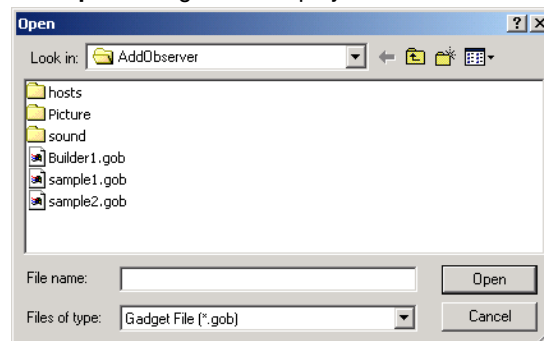 Open
Look in: AddObserver
hosts
Picture
sound
Builder1.gob
sample1.gob
sample2.gob
File name: Open
Files of type: Gadget File (*.gob) Cancel